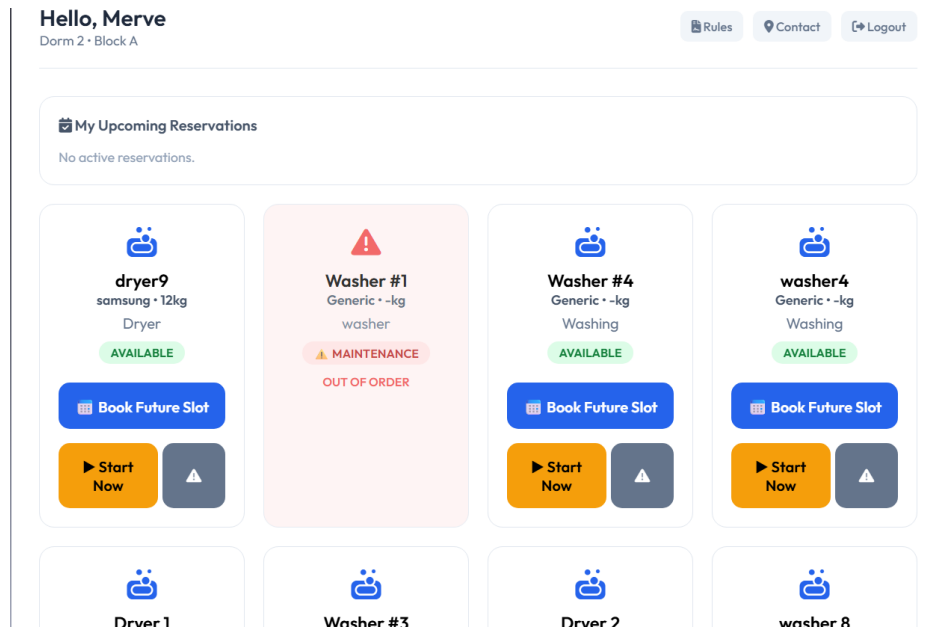 Hello, Merve
Dorm 2 • Block A
Rules
Contact
Logout
My Upcoming Reservations
No active reservations.
dryer9
samsung • 12kg
Dryer
AVAILABLE
Book Future Slot
Start
Now
Washer #1
Generic • -kg
washer
MAINTENANCE
OUT OF ORDER
Washer #4
Generic • -kg
Washing
AVAILABLE
Book Future Slot
Start
Now
washer4
Generic • -kg
Washing
AVAILABLE
Book Future Slot
Start
Now
Dryer 1
Washer #3
Dryer 2
washer 8